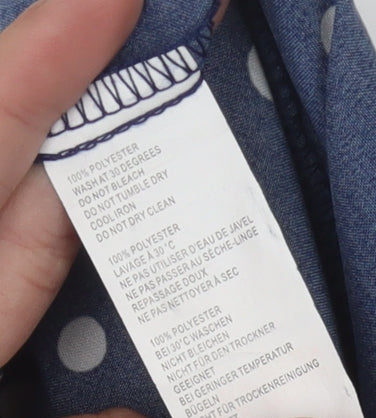 100% POLYESTER
WASH AT 30 DEGREES
DO NOT BLEACH
DO NOT TUMBLE DRY
COOL IRON
DO NOT DRY CLEAN
100% POLYESTER
LAVAGE À 30°C
NE PAS UTILISER D'EAU DE JAVEL
NE PAS PASSER AU SÈCHE-LINGE
REPASSAGE DOUX
NE PAS NETTOYER À SEC
100% POLYESTER
BEI 30°C WASCHEN
NICHT BLEICHEN
NICHT FÜR DEN TROCKNER
GEEIGNET
BEI GERINGER TEMPERATUR
BÜGELN
NICHT FÜR TROCKENREINIGUNG